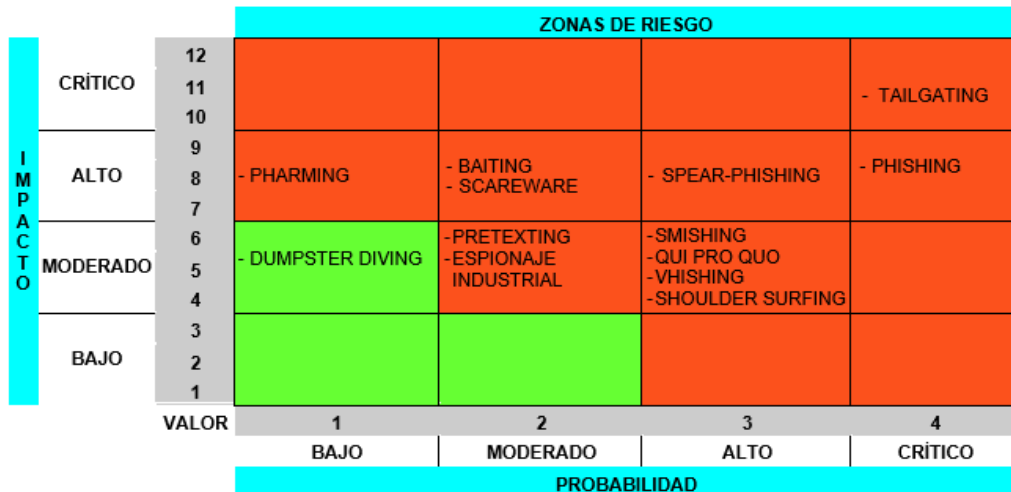 ZONAS DE RIESGO
IMPACTO
CRÍTICO
12
11
10
- TAILGATING
ALTO
9
8
7
- PHARMING
- BAITING
- SCAREWARE
- SPEAR-PHISHING
- PHISHING
MODERADO
6
5
4
- DUMPSTER DIVING
-PRETEXTING
-ESPIONAJE
INDUSTRIAL
-SMISHING
-QUI PRO QUO
-VHISHING
-SHOULDER SURFING
BAJO
3
2
1
VALOR 1 2 3 4
BAJO MODERADO ALTO CRÍTICO
PROBABILIDAD